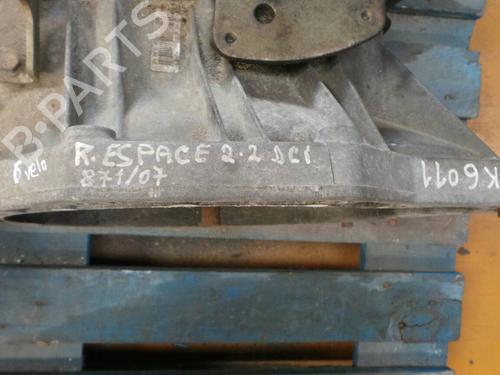 B-PARTS
6 velo
R. ESPACE 2.2 DCI
871/07
K6011